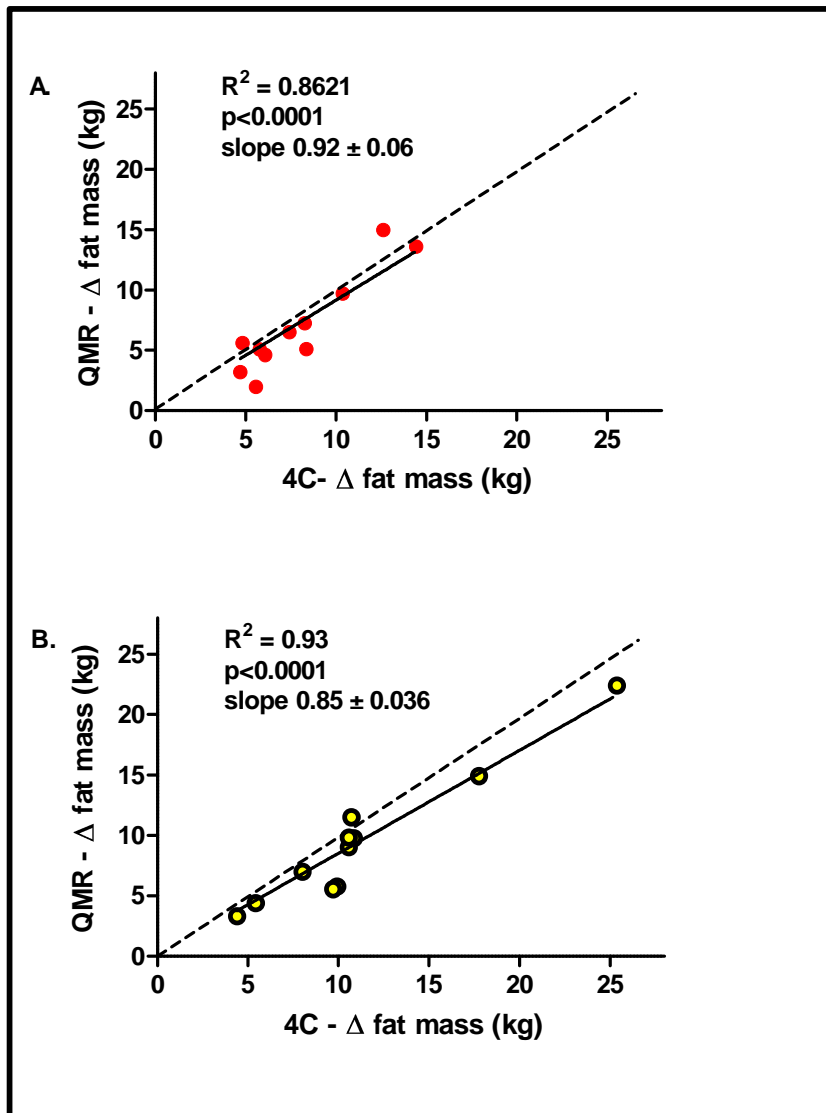 A.
R² = 0.8621
p<0.0001
slope 0.92 ± 0.06
QMR - Δ fat mass (kg)
25
20
15
10
5
0
0 5 10 15 20 25
4C- Δ fat mass (kg)
B.
R² = 0.93
p<0.0001
slope 0.85 ± 0.036
QMR - Δ fat mass (kg)
25
20
15
10
5
0
0 5 10 15 20 25
4C - Δ fat mass (kg)